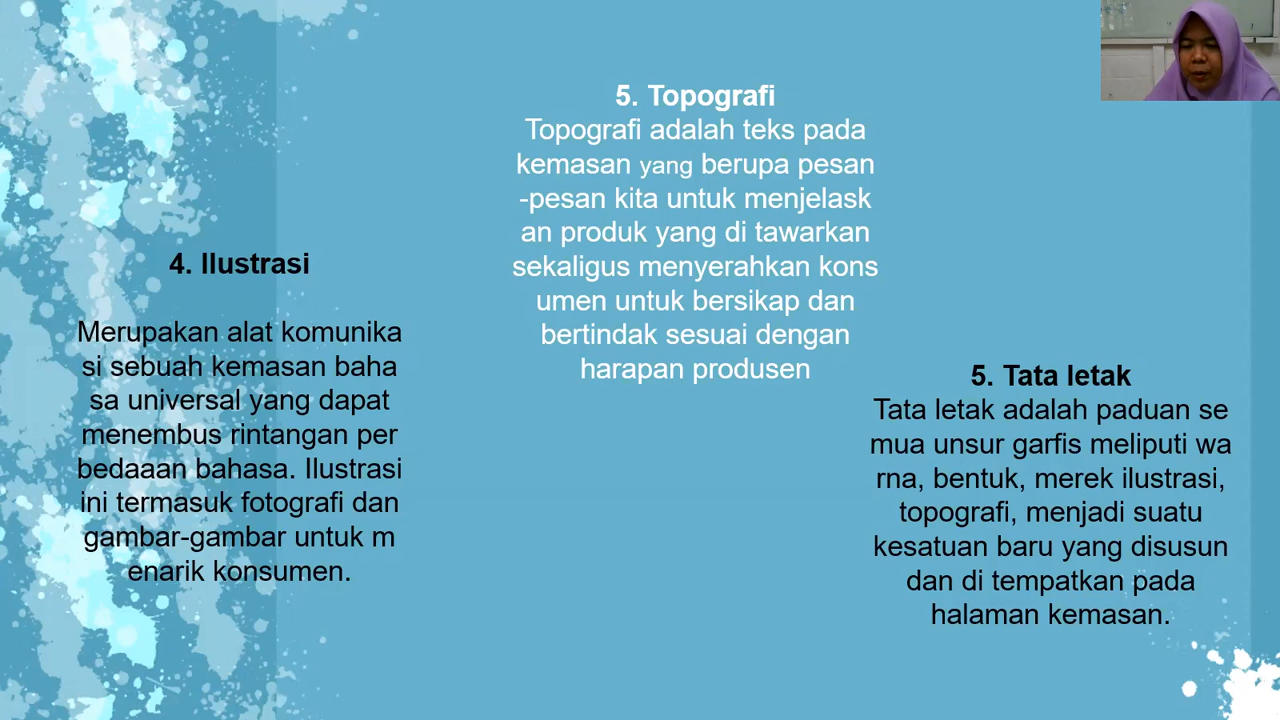 4. Ilustrasi
Merupakan alat komunika
si sebuah kemasan baha
sa universal yang dapat
menembus rintangan per
bedaaan bahasa. Ilustrasi
ini termasuk fotografi dan
gambar-gambar untuk m
enarik konsumen.
5. Topografi
Topografi adalah teks pada
kemasan yang berupa pesan
-pesan kita untuk menjelask
an produk yang di tawarkan
sekaligus menyerahkan kons
umen untuk bersikap dan
bertindak sesuai dengan
harapan produsen
5. Tata letak
Tata letak adalah paduan se
mua unsur garfis meliputi wa
rna, bentuk, merek ilustrasi,
topografi, menjadi suatu
kesatuan baru yang disusun
dan di tempatkan pada
halaman kemasan.